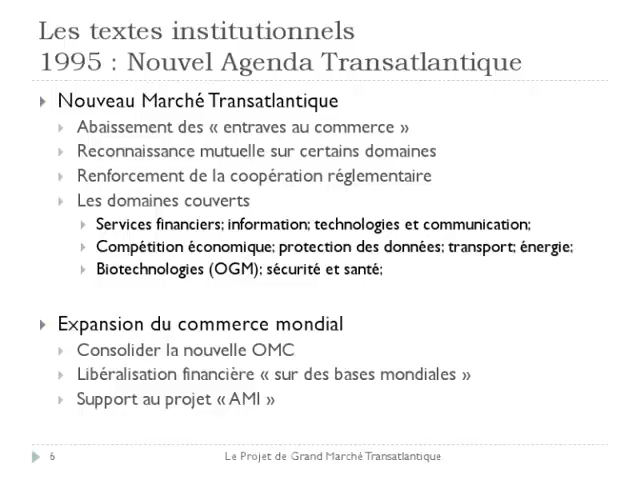 Les textes institutionnels
1995 : Nouvel Agenda Transatlantique
Nouveau Marché Transatlantique
Abaissement des « entraves au commerce »
Reconnaissance mutuelle sur certains domaines
Renforcement de la coopération réglementaire
Les domaines couverts
Services financiers; information; technologies et communication;
Compétition économique; protection des données; transport; énergie;
Biotechnologies (OGM); sécurité et santé;
Expansion du commerce mondial
Consolider la nouvelle OMC
Libéralisation financière « sur des bases mondiales »
Support au projet « AMI »
6 Le Projet de Grand Marché Transatlantique